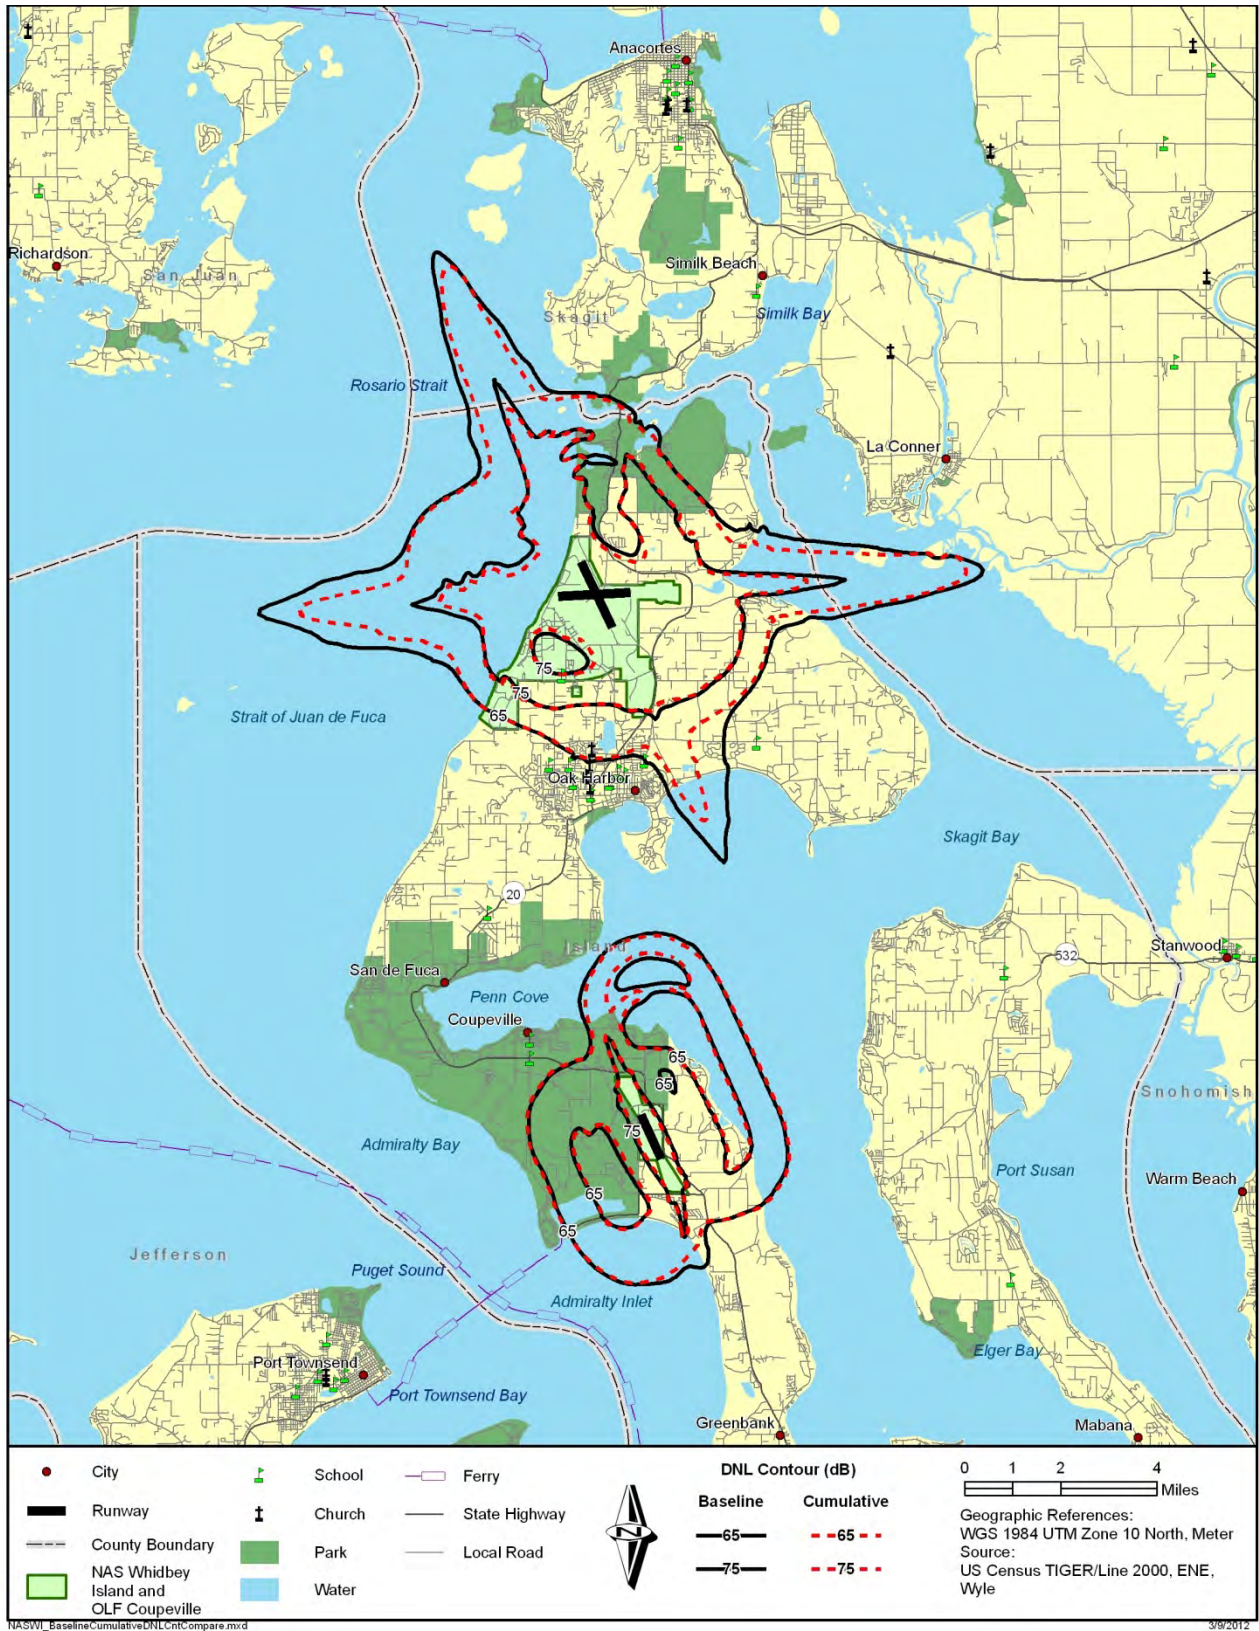 Anacortes
Richardson
San Juan
Similk Beach
Skagit
Similk Bay
Rosario Strait
La Conner
75
75
65
Strait of Juan de Fuca
Oak Harbor
Skagit Bay
20
Island
532
Stanwood
San de Fuca
Penn Cove
Coupeville
65
65
Snohomish
75
Admiralty Bay
Port Susan
Warm Beach
65
65
Jefferson
Puget Sound
Admiralty Inlet
Elger Bay
Port Townsend
Port Townsend Bay
Greenbank
Mabana
City
Runway
County Boundary
NAS Whidbey
Island and
OLF Coupeville
School
Church
Park
Water
Ferry
State Highway
Local Road
N
DNL Contour (dB)
Baseline Cumulative
65 65
75 75
0 1 2 4
Miles
Geographic References:
WGS 1984 UTM Zone 10 North, Meter
Source:
US Census TIGER/Line 2000, ENE,
Wyle
NASWI_BaselineCumulativeDNLCntCompare.mxd
3/9/2012